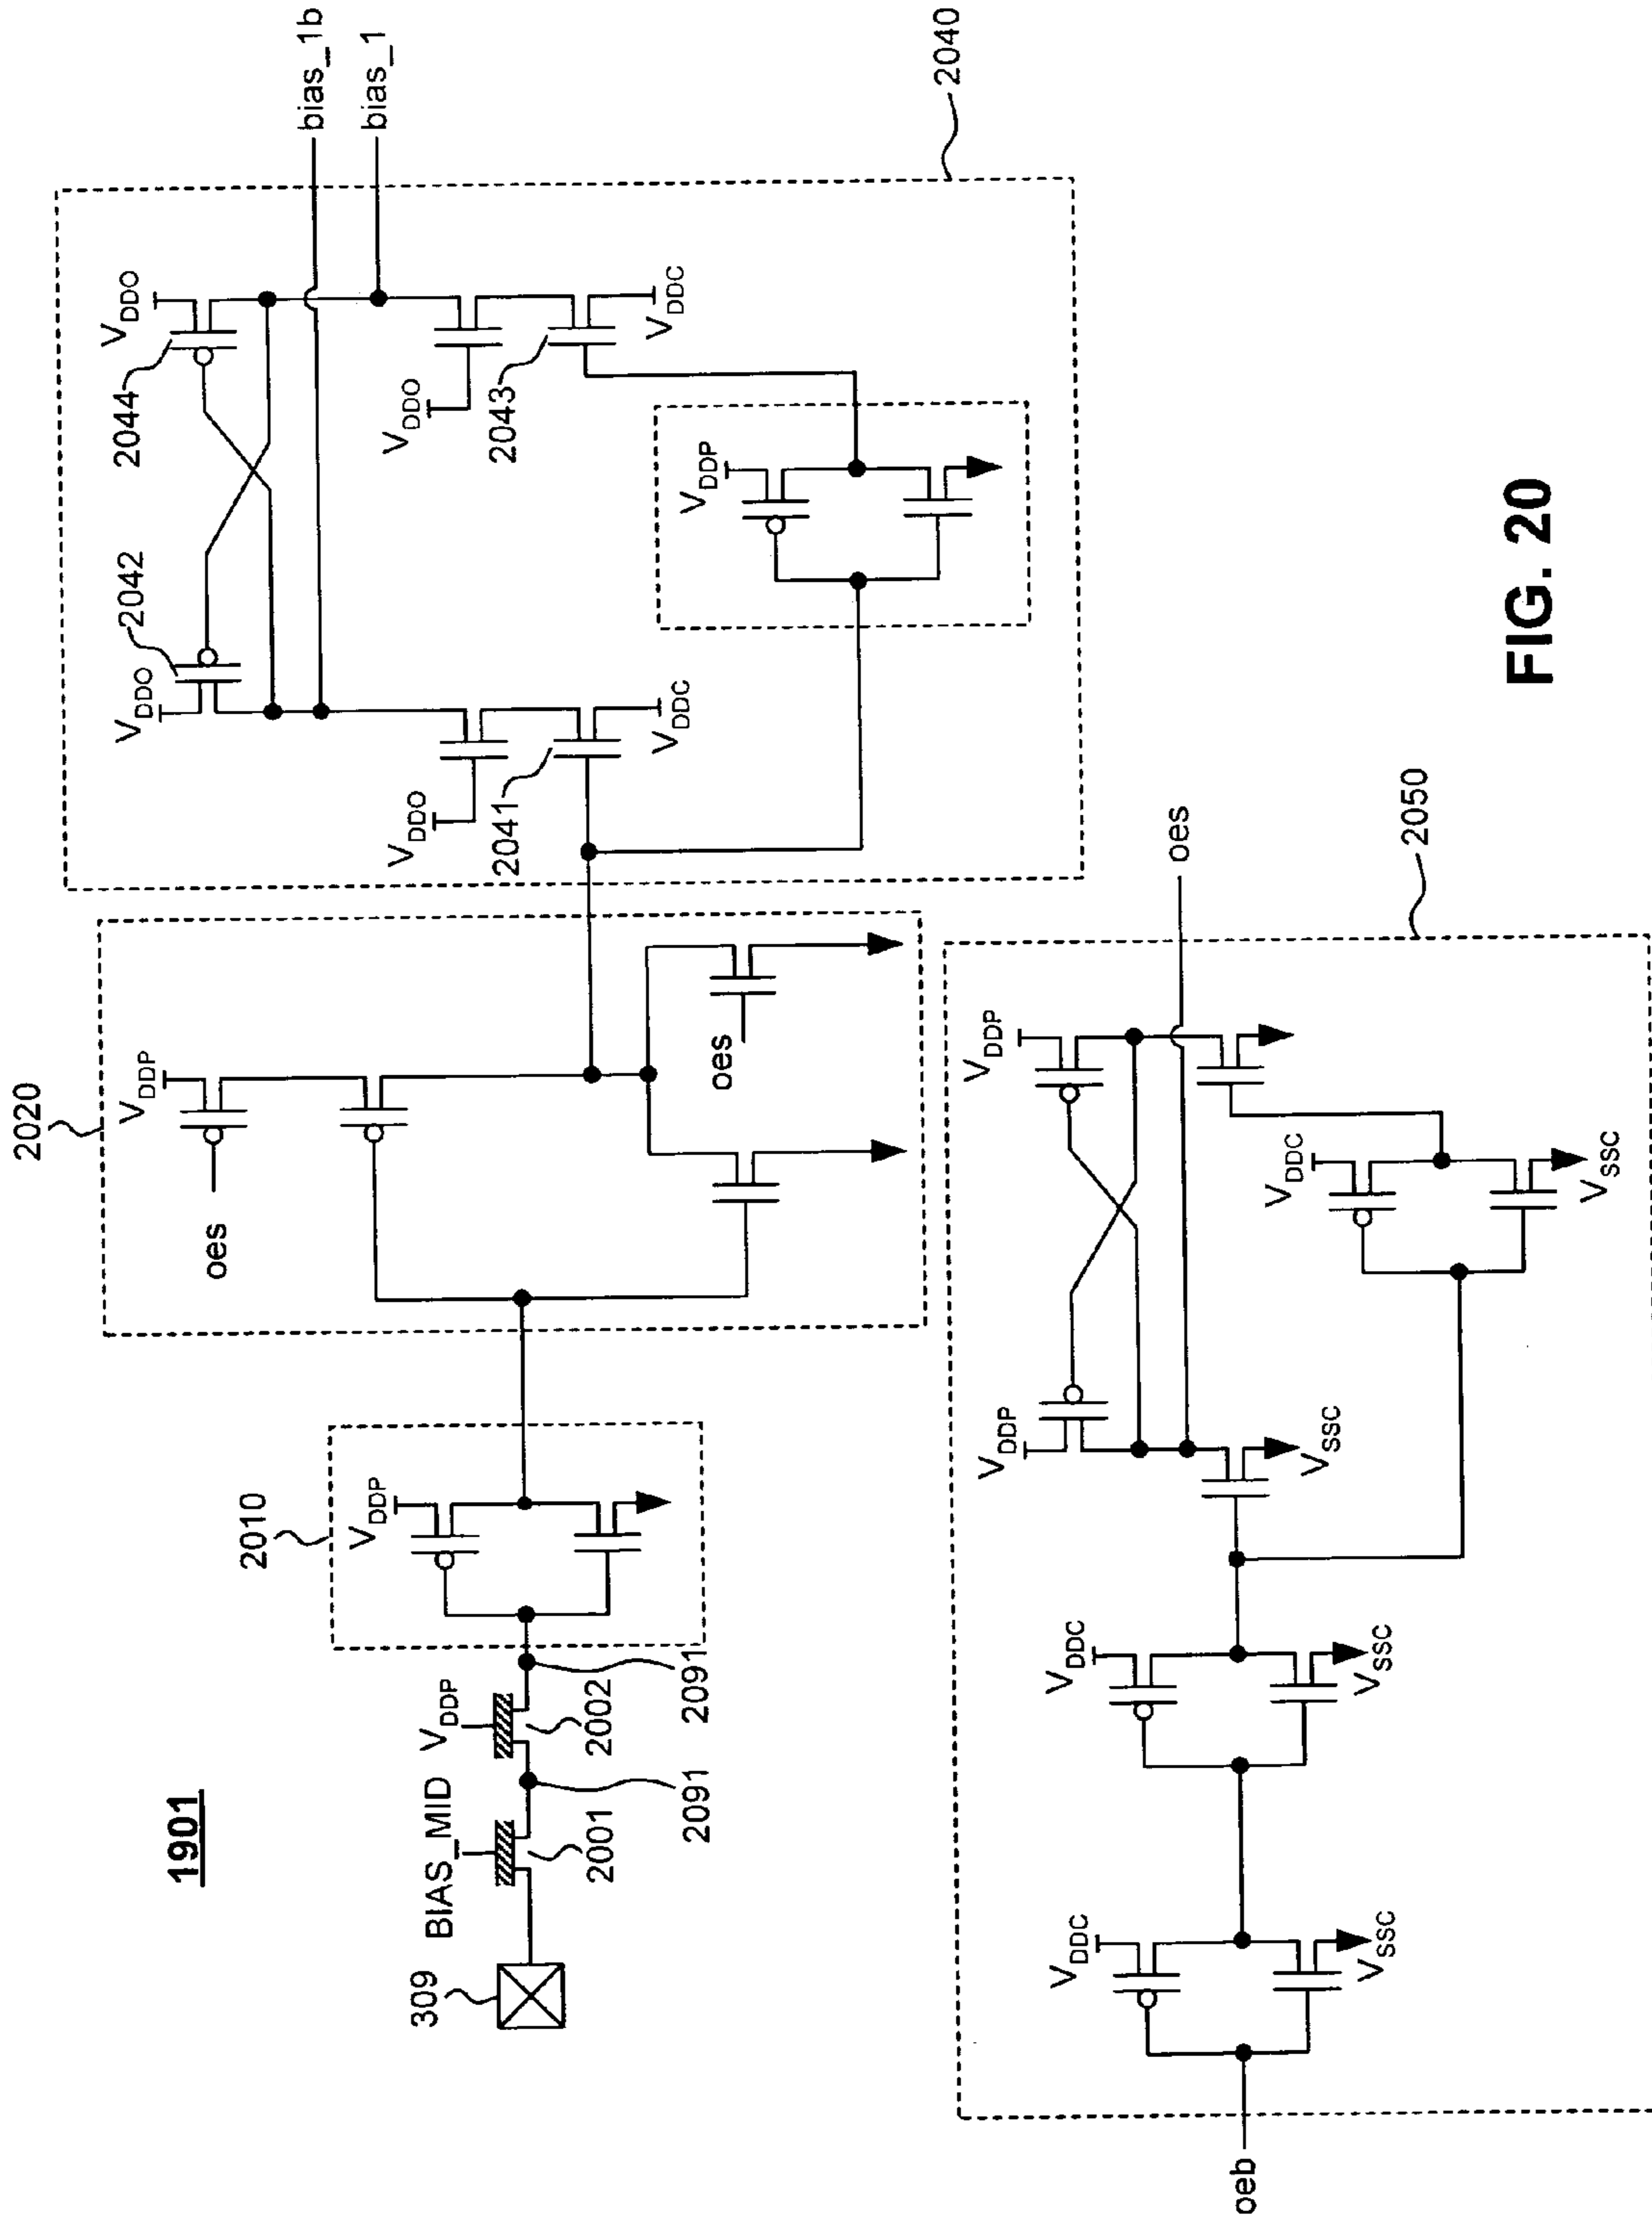 1901
309
BIAS_MID
2001
2091
VDDP
2002
2091
2010
VDDP
2020
oes
VDDP
oes
2040
VDDO
2042
2044
VDDO
bias_1b
bias_1
VDDO
2041
VDDC
VDDO
2043
VDDC
VDDP
2050
oeb
VDDC
VSSC
VDDC
VSSC
VDDP
VSSC
VDDP
VDDC
VSSC
oes
FIG. 20